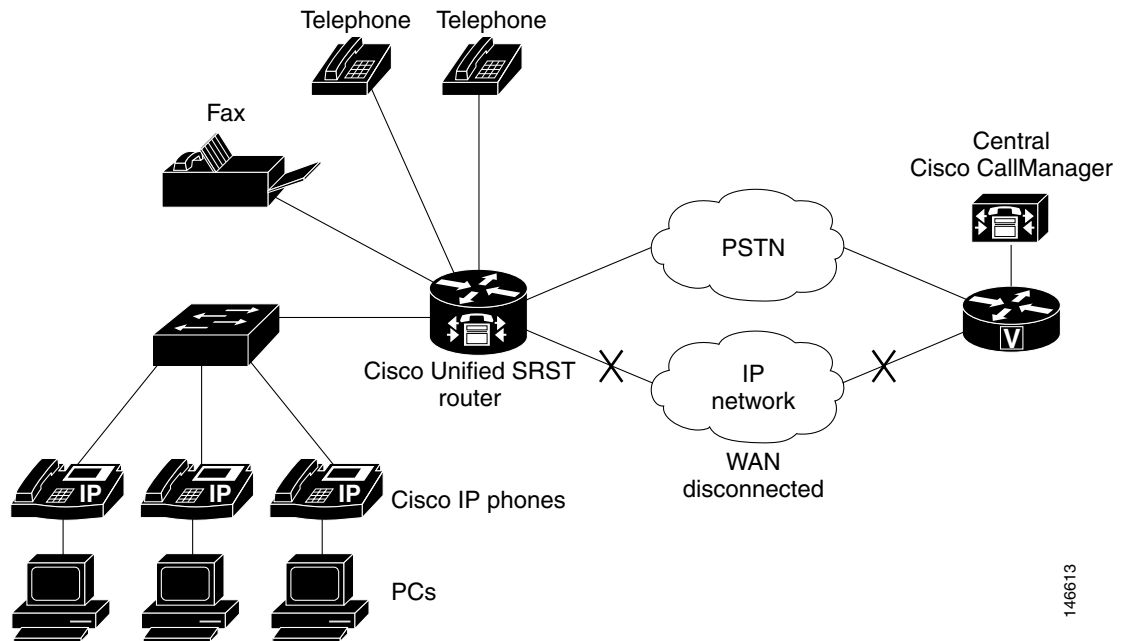 Telephone
Telephone
Fax
Central
Cisco CallManager
PSTN
V
Cisco Unified SRST
router
IP
network
WAN
disconnected
IP
IP
IP
Cisco IP phones
PCs
146613